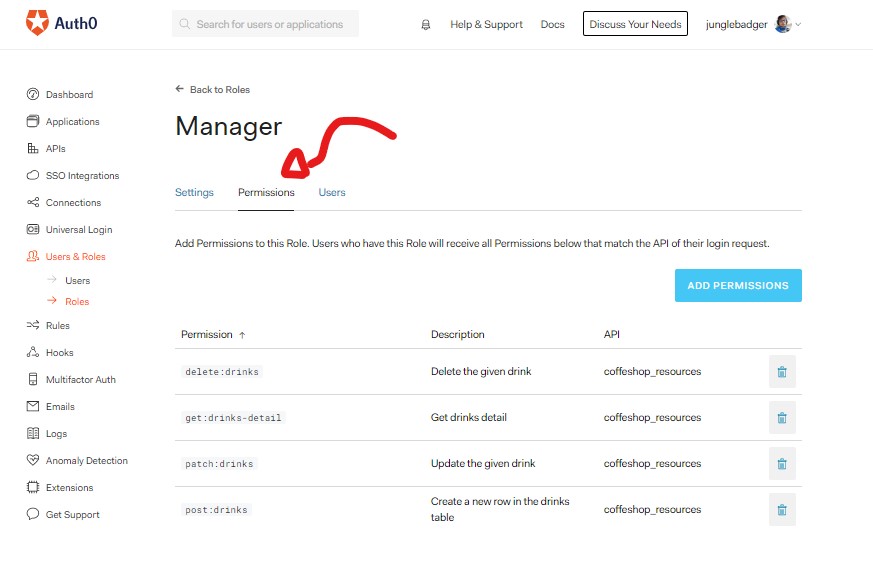 Auth0
Search for users or applications
Help & Support
Docs
Discuss Your Needs
junglebadger
Dashboard
Applications
APIs
SSO Integrations
Connections
Universal Login
Users & Roles
Users
Roles
Rules
Hooks
Multifactor Auth
Emails
Logs
Anomaly Detection
Extensions
Get Support
Back to Roles
Manager
Settings Permissions Users
Add Permissions to this Role. Users who have this Role will receive all Permissions below that match the API of their login request.
ADD PERMISSIONS
Permission ↑ Description API
delete:drinks Delete the given drink coffeshop_resources
get:drinks-detail Get drinks detail coffeshop_resources
patch:drinks Update the given drink coffeshop_resources
post:drinks Create a new row in the drinks coffeshop_resources
table